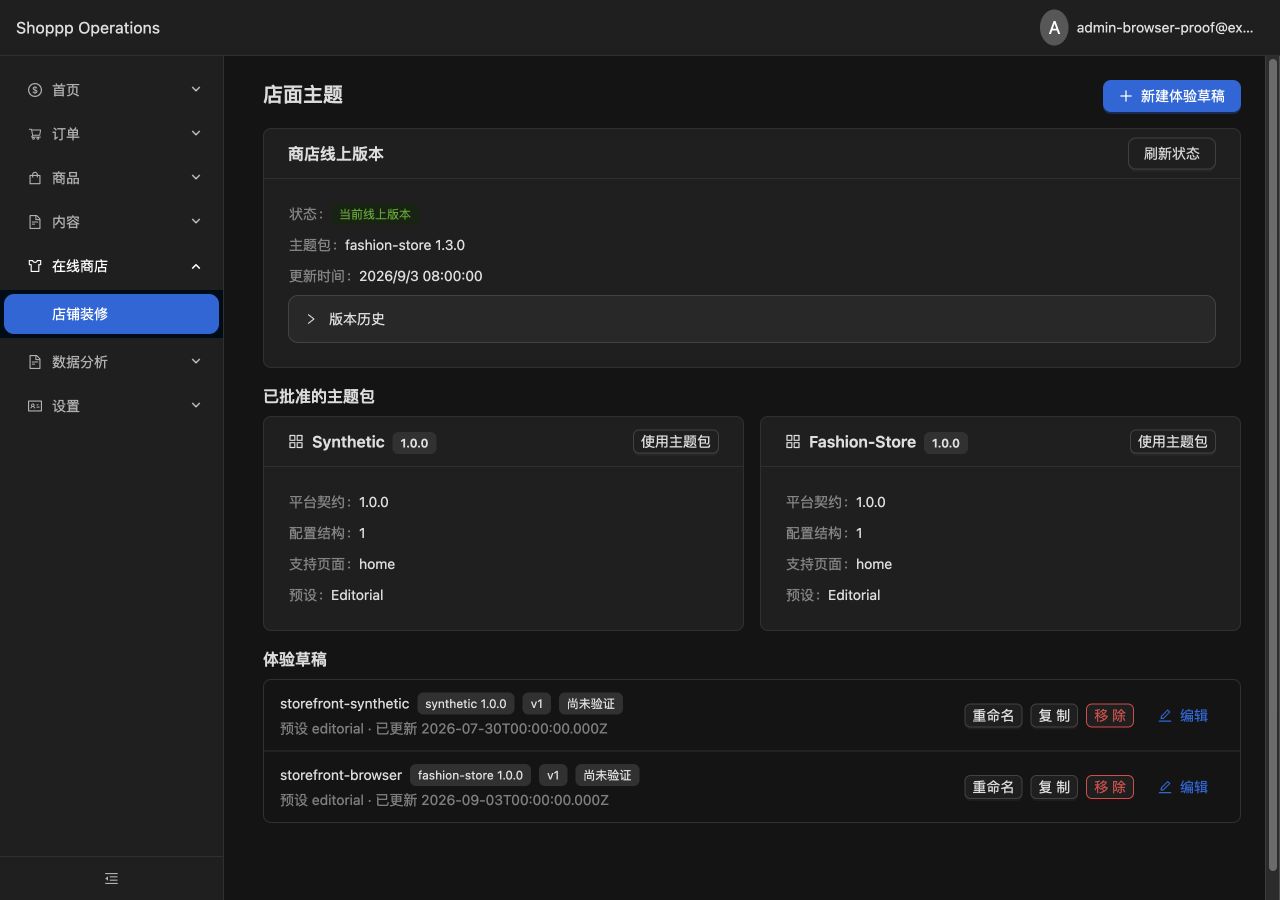 Shoppp Operations
A
admin-browser-proof@ex...
首页
订单
商品
内容
在线商店
店铺装修
数据分析
设置
店面主题
新建体验草稿
商店线上版本
刷新状态
状态： 当前线上版本
主题包：fashion-store 1.3.0
更新时间：2026/9/3 08:00:00
版本历史
已批准的主题包
Synthetic 1.0.0 使用主题包
平台契约：1.0.0
配置结构：1
支持页面：home
预设：Editorial
Fashion-Store 1.0.0 使用主题包
平台契约：1.0.0
配置结构：1
支持页面：home
预设：Editorial
体验草稿
storefront-synthetic synthetic 1.0.0 v1 尚未验证
预设 editorial · 已更新 2026-07-30T00:00:00.000Z
重命名 复 制 移 除 编辑
storefront-browser fashion-store 1.0.0 v1 尚未验证
预设 editorial · 已更新 2026-09-03T00:00:00.000Z
重命名 复 制 移 除 编辑